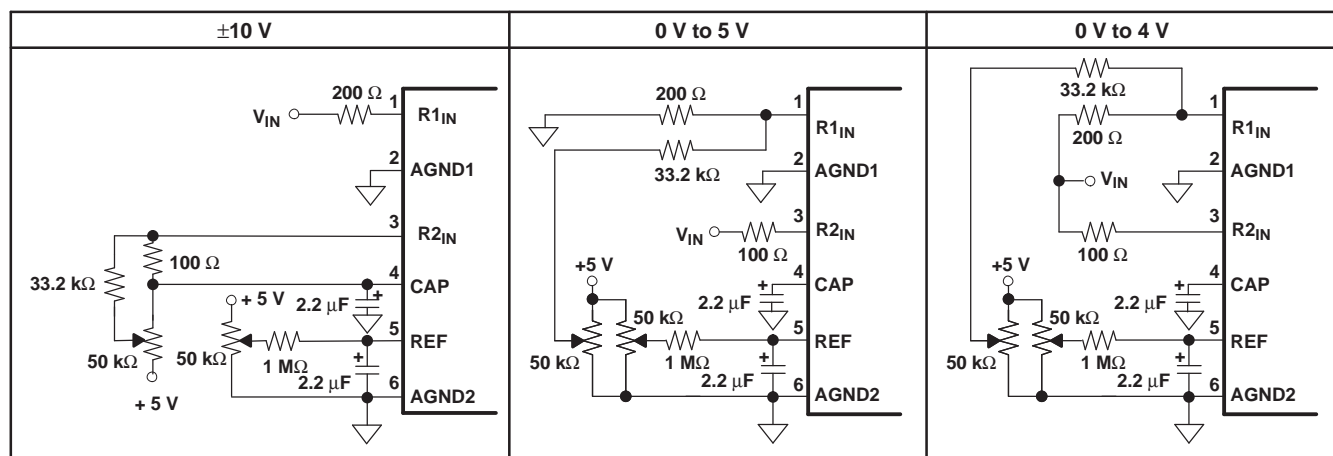 ±10 V
0 V to 5 V
0 V to 4 V
200 Ω
V_IN
1
R1_IN
2
AGND1
3
R2_IN
100 Ω
33.2 kΩ
4
CAP
+ 5 V
2.2 μF
+
5
REF
50 kΩ
50 kΩ
1 MΩ
+
2.2 μF
6
AGND2
+ 5 V
200 Ω
1
R1_IN
33.2 kΩ
2
AGND1
V_IN
3
R2_IN
100 Ω
+5 V
4
CAP
+
2.2 μF
50 kΩ
5
REF
50 kΩ
1 MΩ
+
2.2 μF
6
AGND2
33.2 kΩ
1
R1_IN
200 Ω
2
AGND1
V_IN
3
R2_IN
100 Ω
+5 V
4
CAP
+
2.2 μF
50 kΩ
5
REF
50 kΩ
1 MΩ
+
2.2 μF
6
AGND2